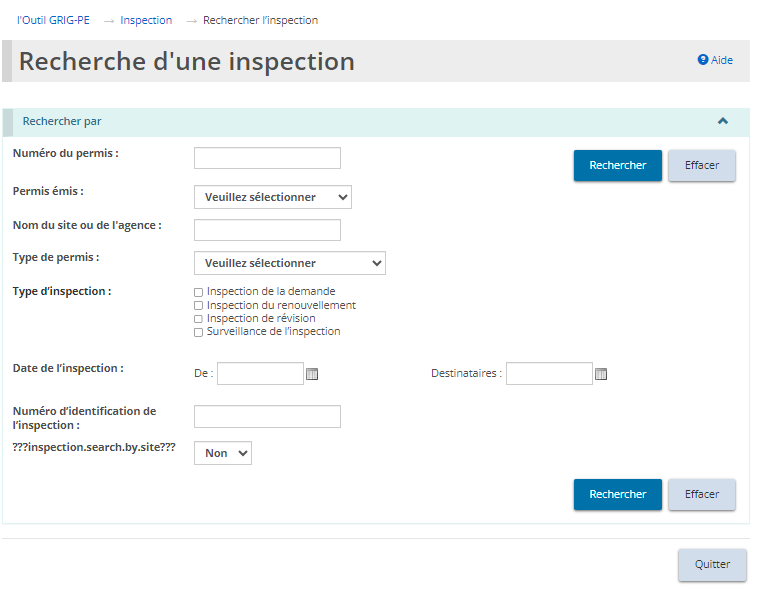 l'Outil GRIG-PE → Inspection → Rechercher l'inspection
Recherche d'une inspection
Aide
Rechercher par
Numéro du permis :
Rechercher Effacer
Permis émis :
Veuillez sélectionner
Nom du site ou de l'agence :
Type de permis :
Veuillez sélectionner
Type d’inspection :
Inspection de la demande
Inspection du renouvellement
Inspection de révision
Surveillance de l’inspection
Date de l’inspection :
De :
Destinataires :
Numéro d’identification de
l’inspection :
???inspection.search.by.site???
Non
Rechercher Effacer
Quitter